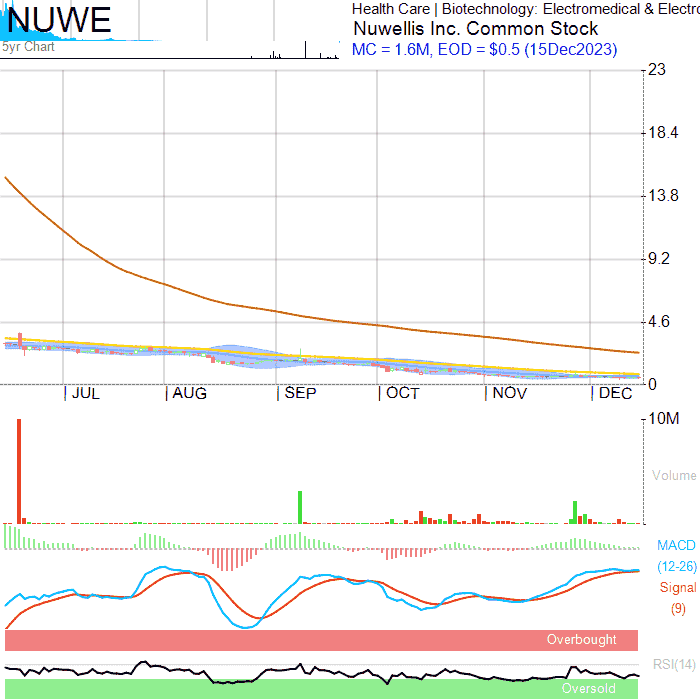 NUWE
5yr Chart
Health Care | Biotechnology: Electromedical & Electro
Nuwellis Inc. Common Stock
MC = 1.6M, EOD = $0.5 (15Dec2023)
23
18.4
13.8
9.2
4.6
0
JUL AUG SEP OCT NOV DEC
10M
Volume
MACD
(12-26)
Signal
(9)
Overbought
RSI(14)
Oversold